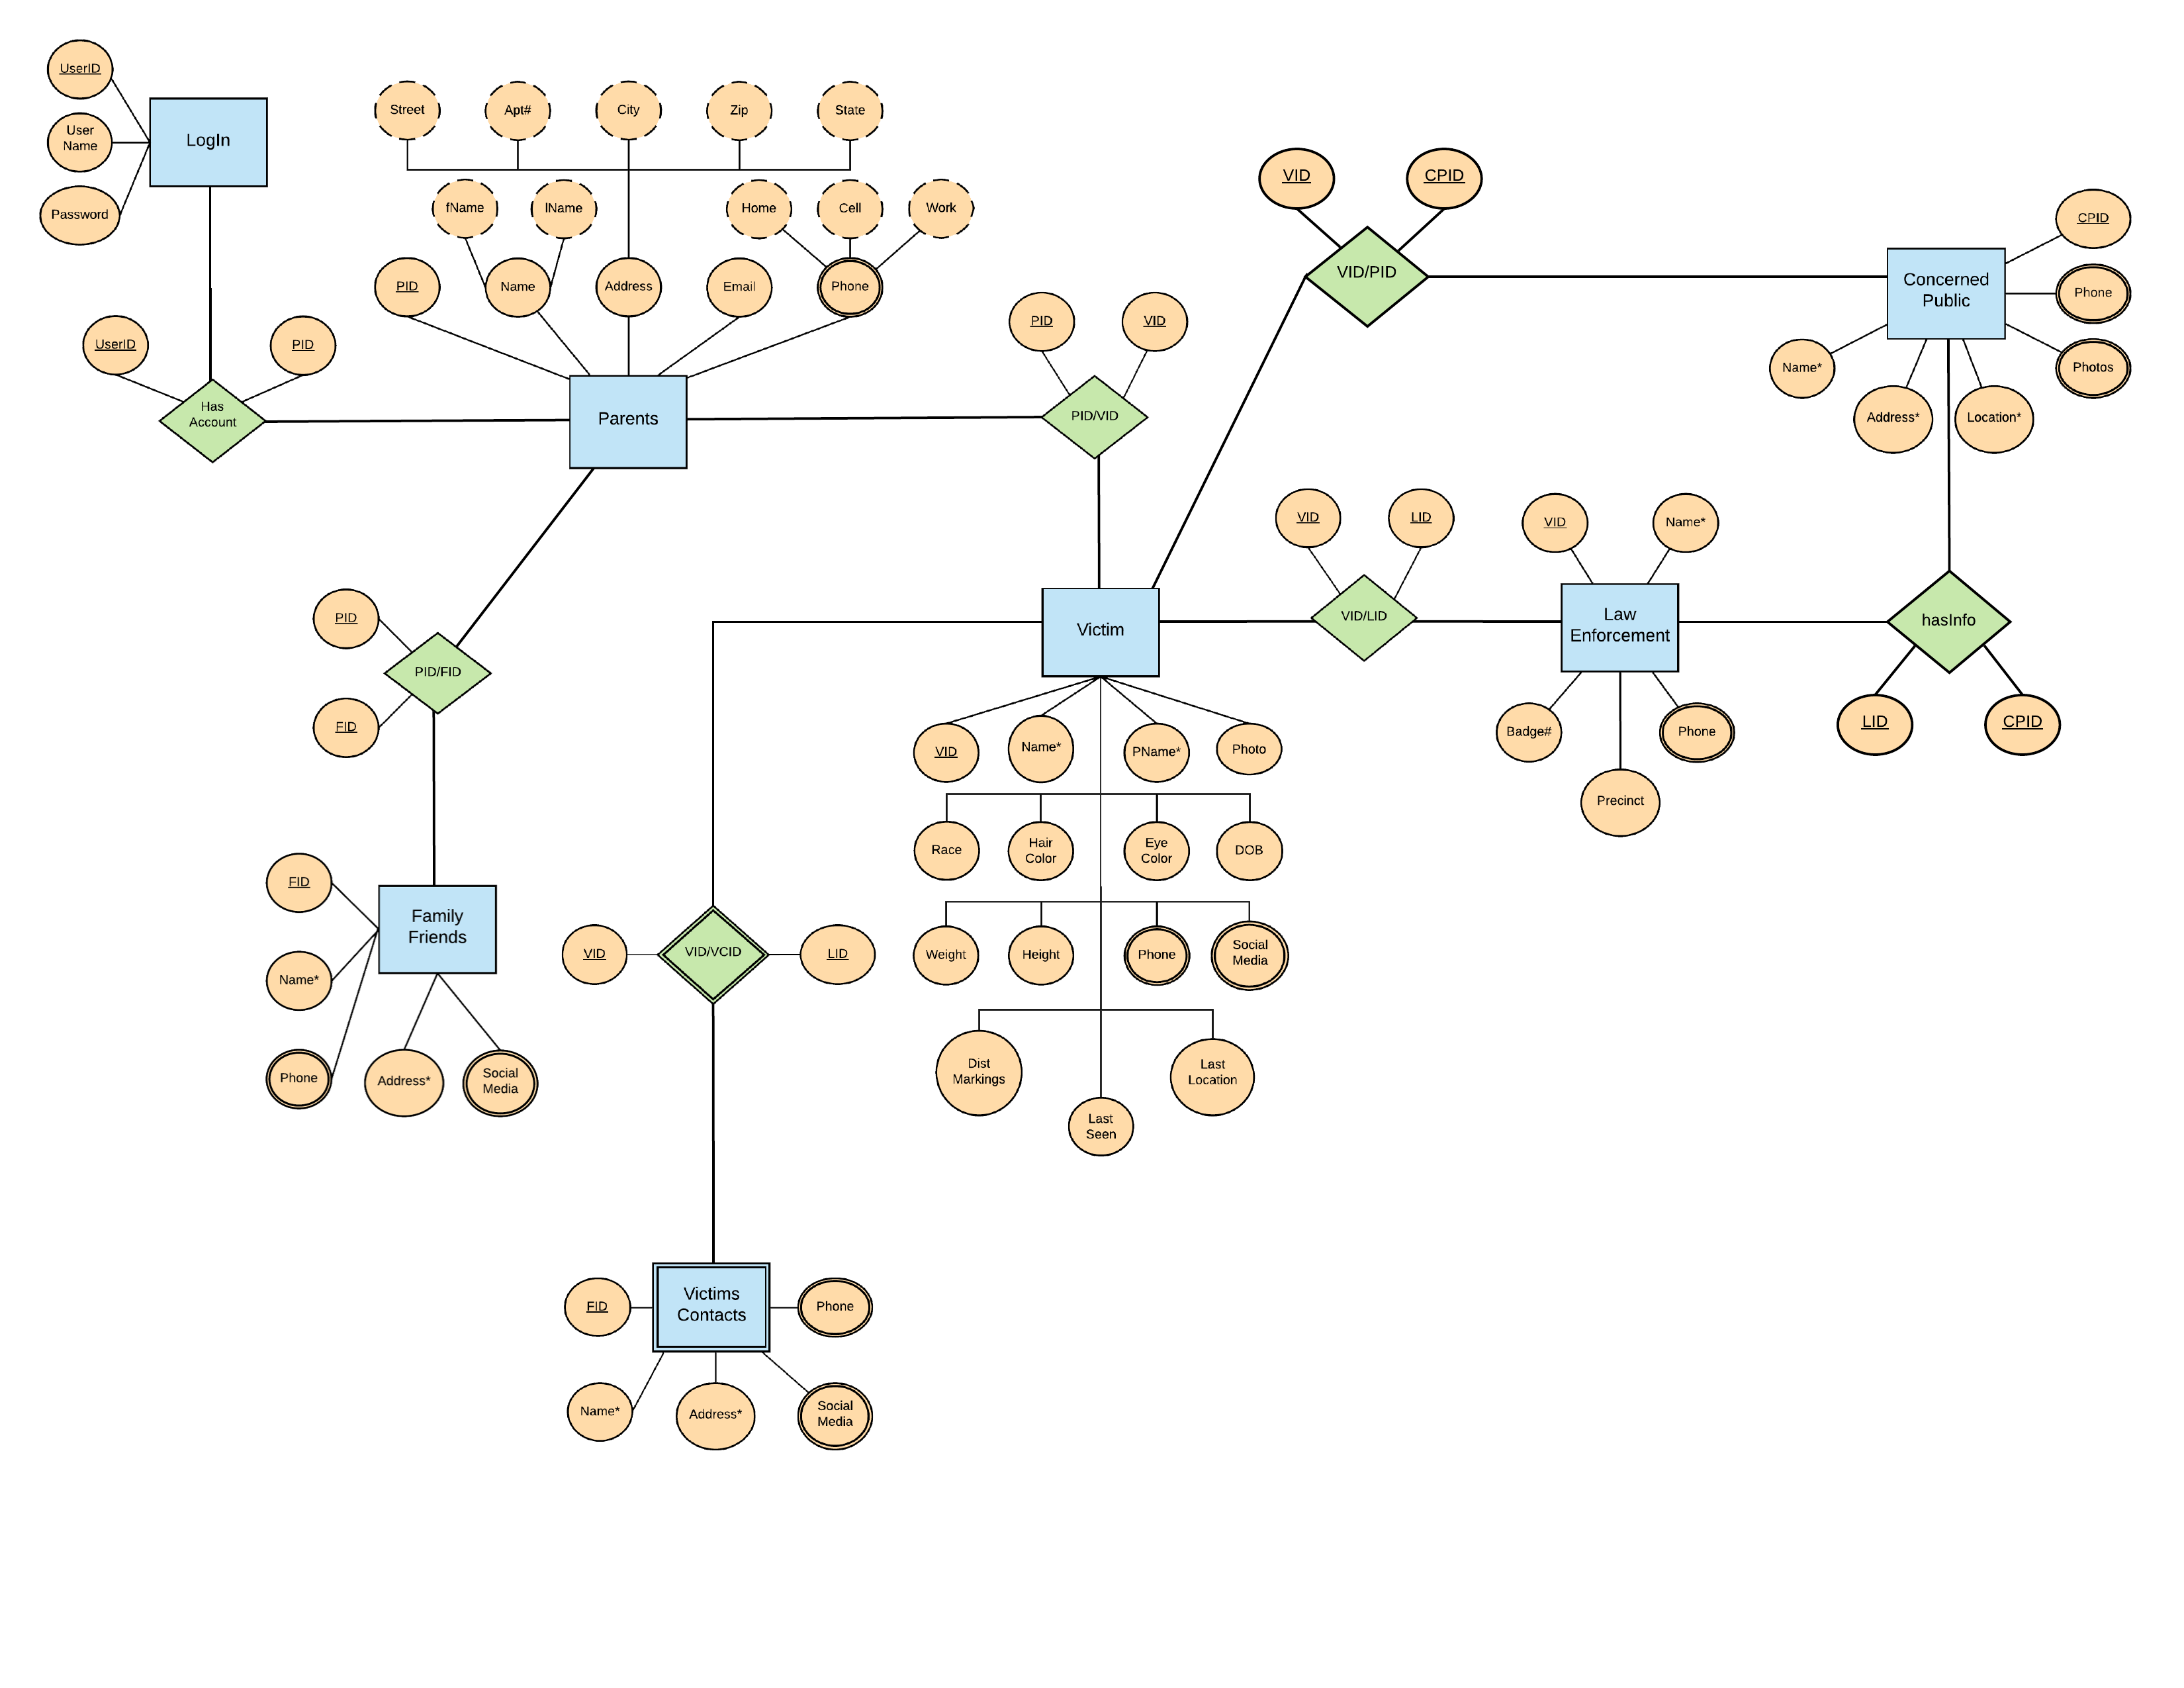 UserID
LogIn
User
Name
Password
Street
Apt#
City
Zip
State
fName
lName
Home
Cell
Work
PID
Name
Address
Email
Phone
UserID
PID
Has
Account
Parents
PID
VID
PID/VID
VID
CPID
VID/PID
Concerned
Public
CPID
Phone
Photos
Name*
Address*
Location*
VID
LID
VID/LID
VID
Name*
Law
Enforcement
Badge#
Precinct
Phone
hasInfo
LID
CPID
PID
PID/FID
FID
Victim
VID
Name*
PName*
Photo
Race
Hair
Color
Eye
Color
DOB
Weight
Height
Phone
Social
Media
Dist
Markings
Last
Seen
Last
Location
FID
Family
Friends
Name*
Phone
Address*
Social
Media
VID
VID/VCID
LID
FID
Victims
Contacts
Phone
Name*
Address*
Social
Media